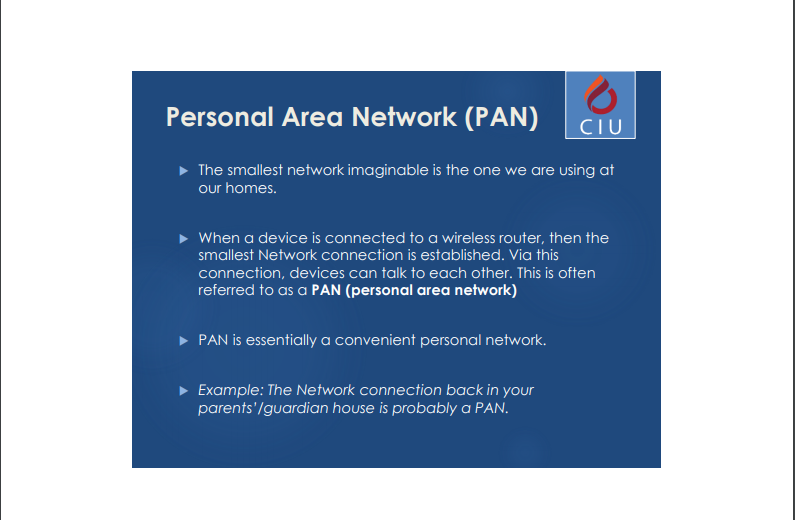 CIU
Personal Area Network (PAN)
The smallest network imaginable is the one we are using at
our homes.
When a device is connected to a wireless router, then the
smallest Network connection is established. Via this
connection, devices can talk to each other. This is often
referred to as a PAN (personal area network)
PAN is essentially a convenient personal network.
Example: The Network connection back in your
parents'/guardian house is probably a PAN.